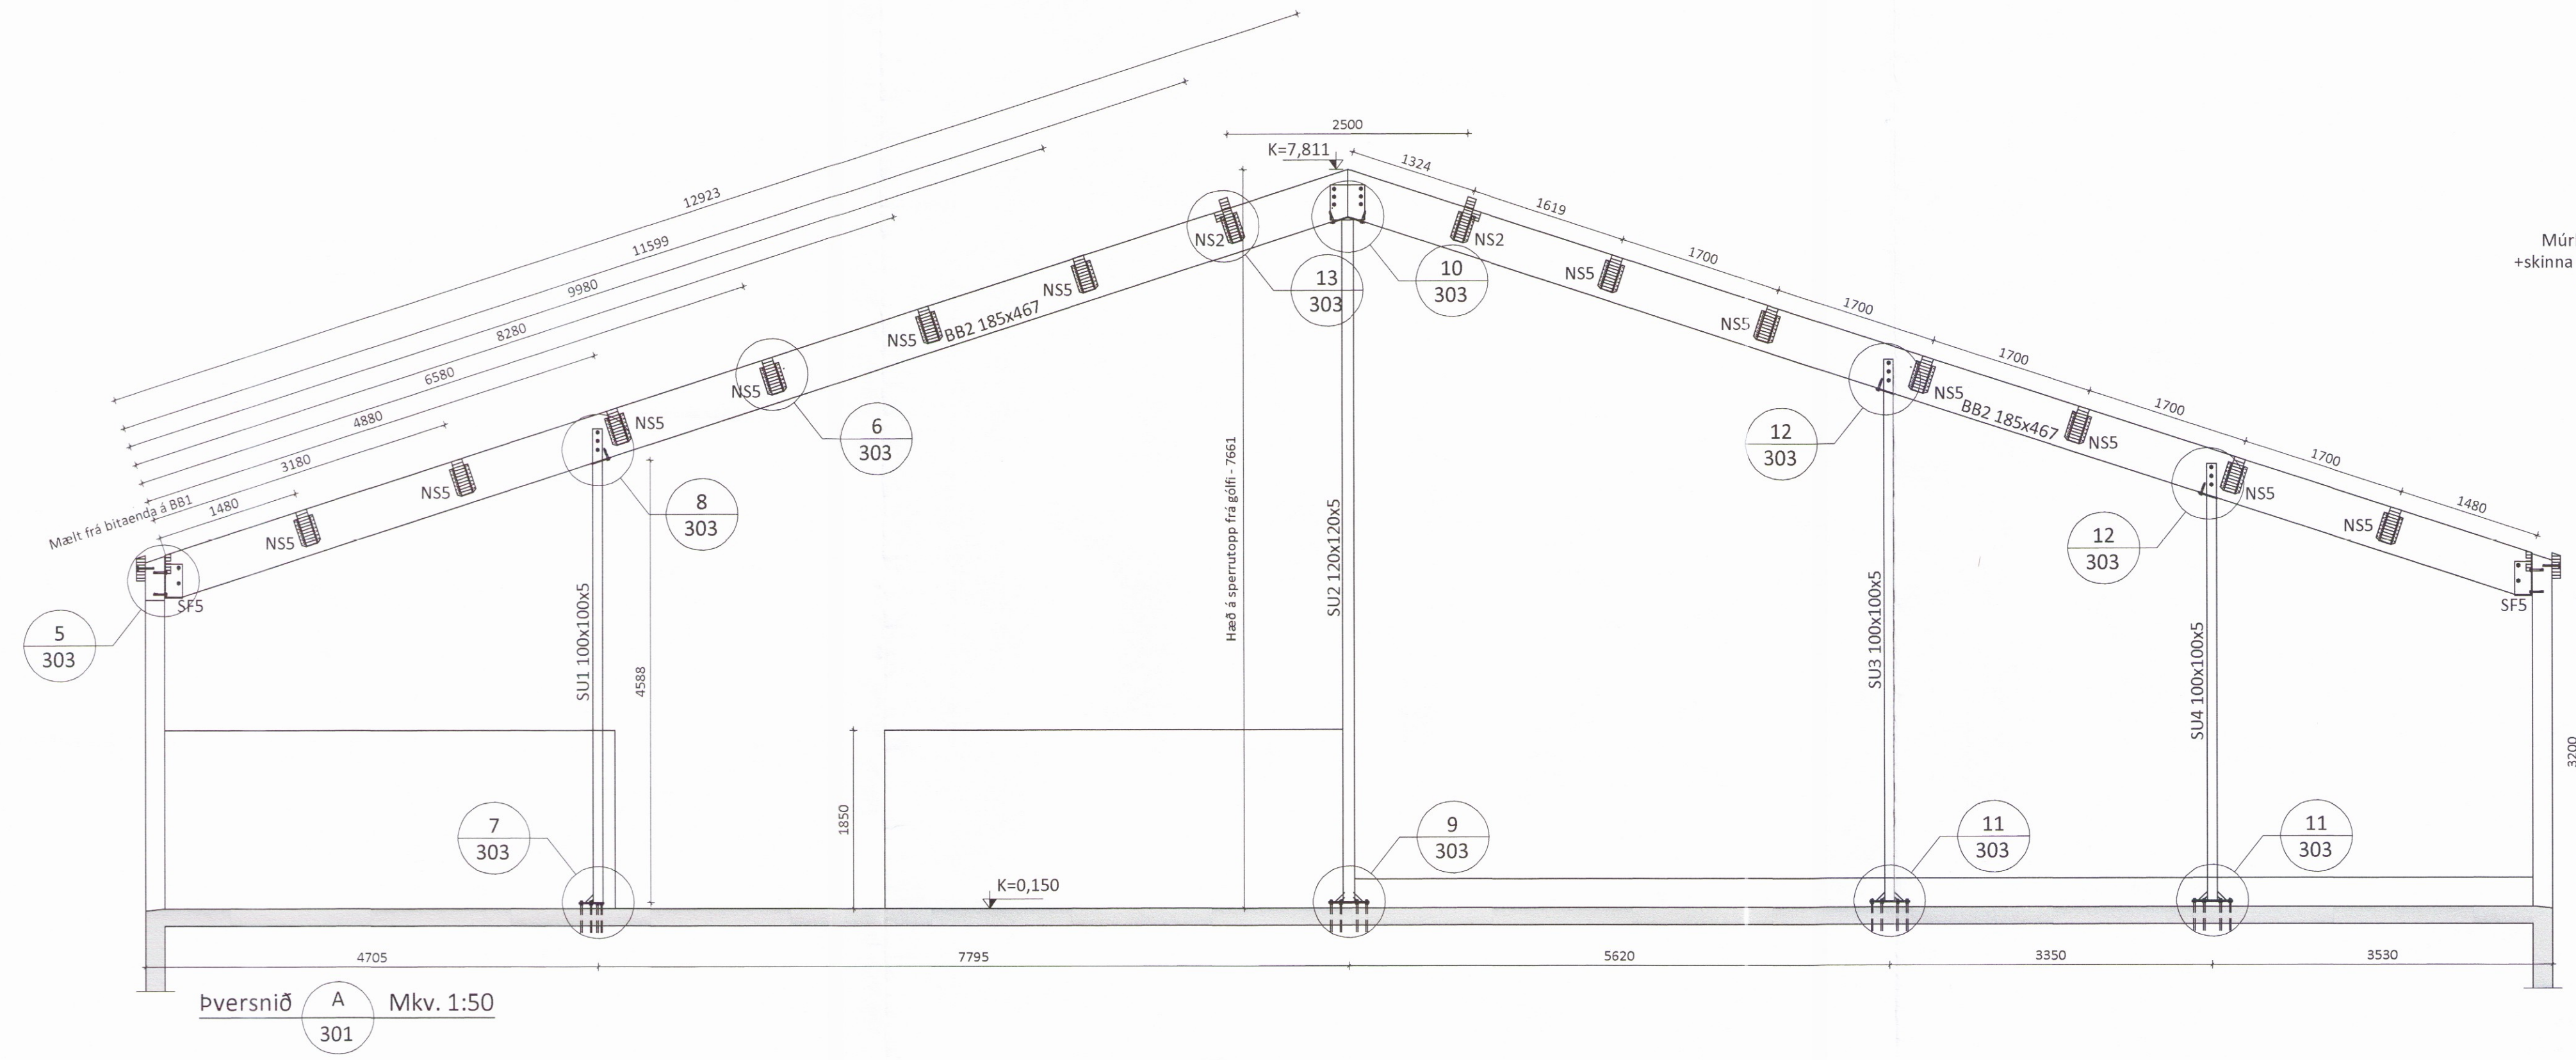 12923
11599
9980
8280
6580
4880
3180
1480
Mælt frá bitaenda á BB1
2500
K=7,811
1324
1619
1700
1700
1700
1700
1700
1480
Múr
+skinna
NS2
NS2
NS5
NS5
NS5
NS5
NS5
NS5
NS5
NS5
NS5
NS5
NS5
NS5
BB2 185x467
BB2 185x467
13
303
10
303
6
303
8
303
12
303
12
303
5
303
SF5
SF5
SU1 100x100x5
4588
Hæð á sperrutopp frá gólfi - 7661
SU2 120x120x5
SU3 100x100x5
SU4 100x100x5
3200
1850
7
303
9
303
11
303
11
303
K=0,150
4705
7795
5620
3350
3530
Þversnið A Mkv. 1:50
301